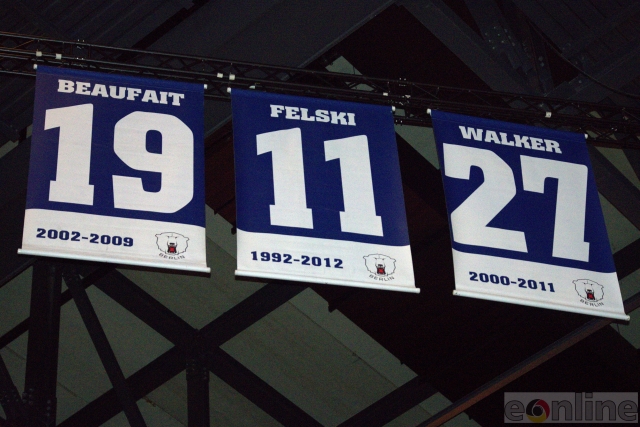 BEAUFAIT
19
2002-2009
BERLIN
FELSKI
11
1992-2012
BERLIN
WALKER
27
2000-2011
BERLIN
eonline